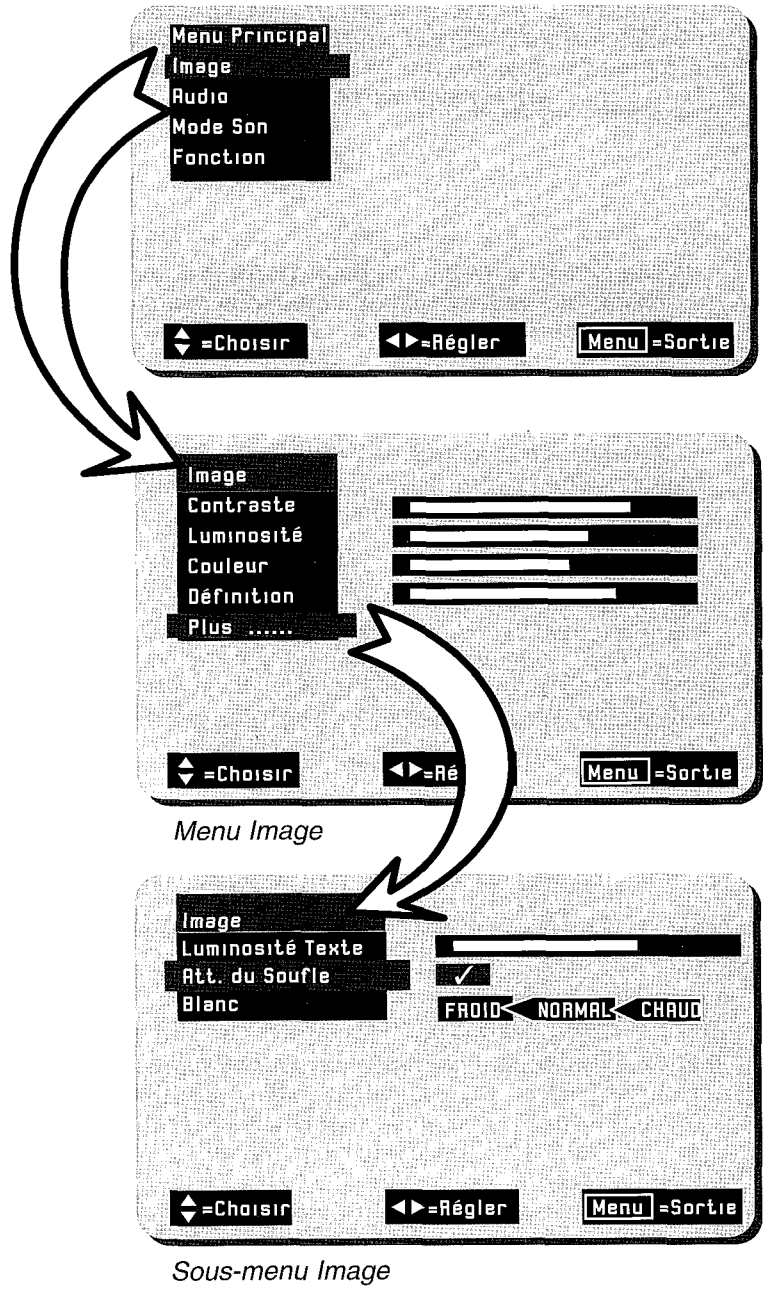 Menu Principal
Image
Audio
Mode Son
Fonction
=Choisir =Régler Menu =Sortie
Image
Contraste
Luminosité
Couleur
Définition
Plus ......
=Choisir =Ré Menu =Sortie
Menu Image
Image
Luminosité Texte
Att. du Soufle
Blanc FROID NORMAL CHAUD
=Choisir =Régler Menu =Sortie
Sous-menu Image